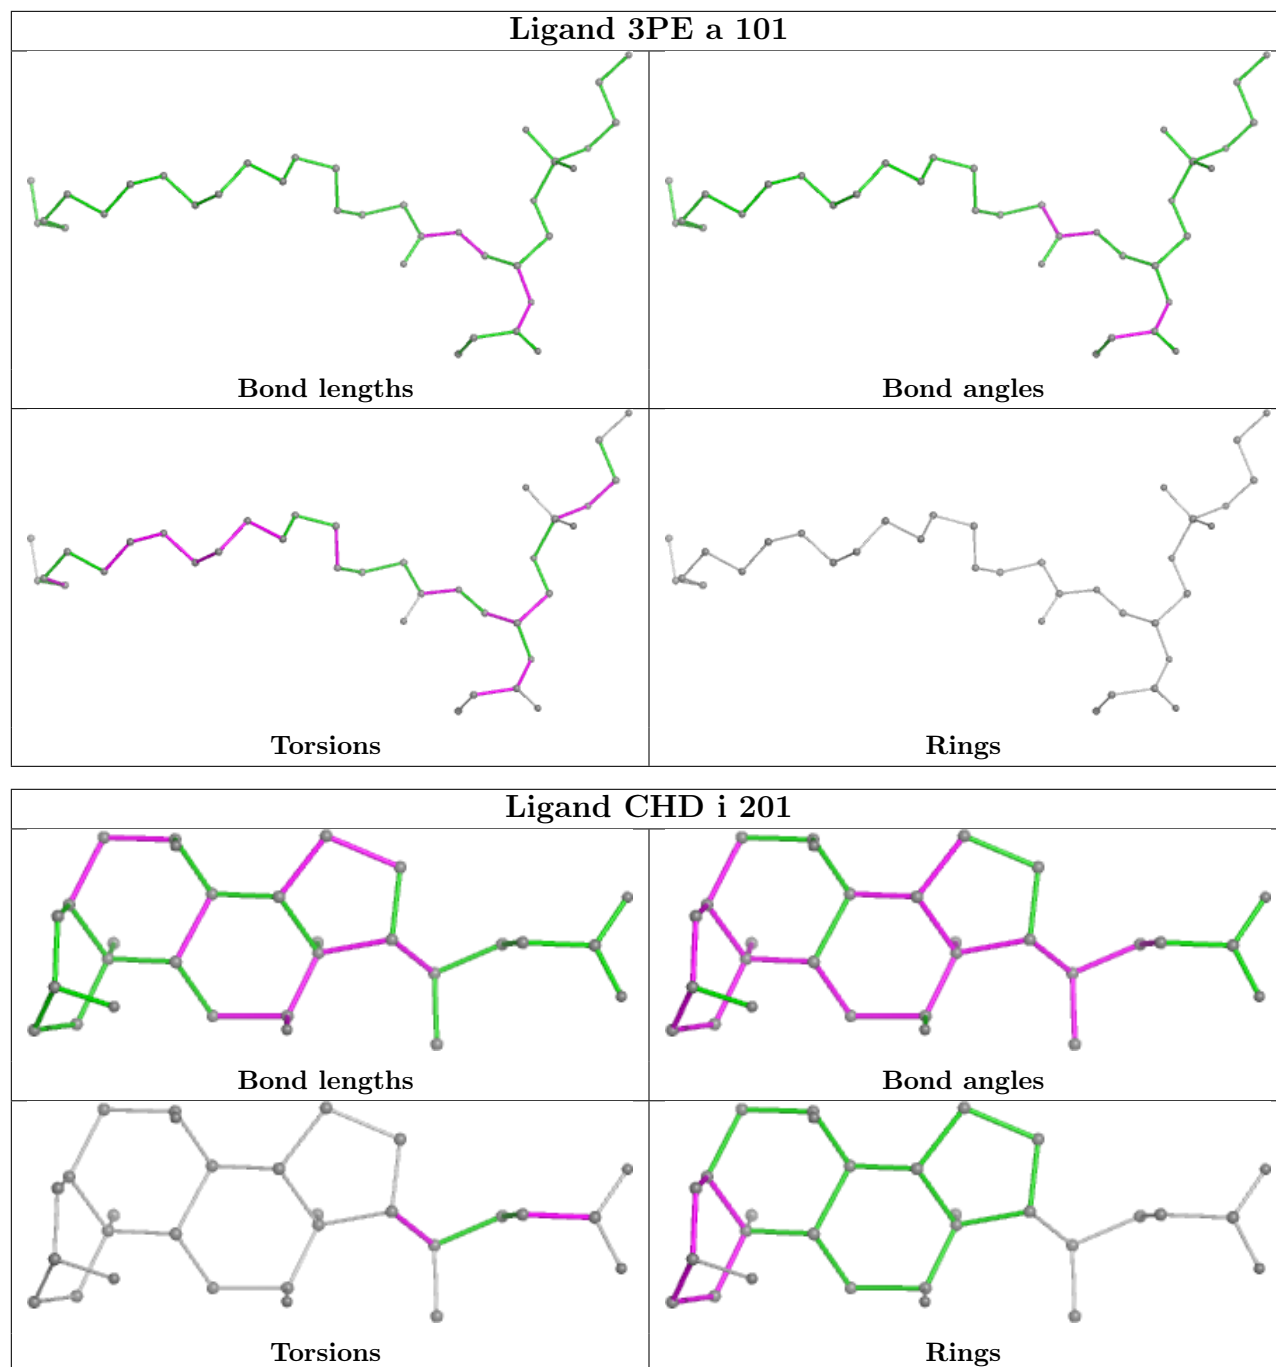 Ligand 3PE a 101
Bond lengths
Bond angles
Torsions
Rings
Ligand CHD i 201
Bond lengths
Bond angles
Torsions
Rings